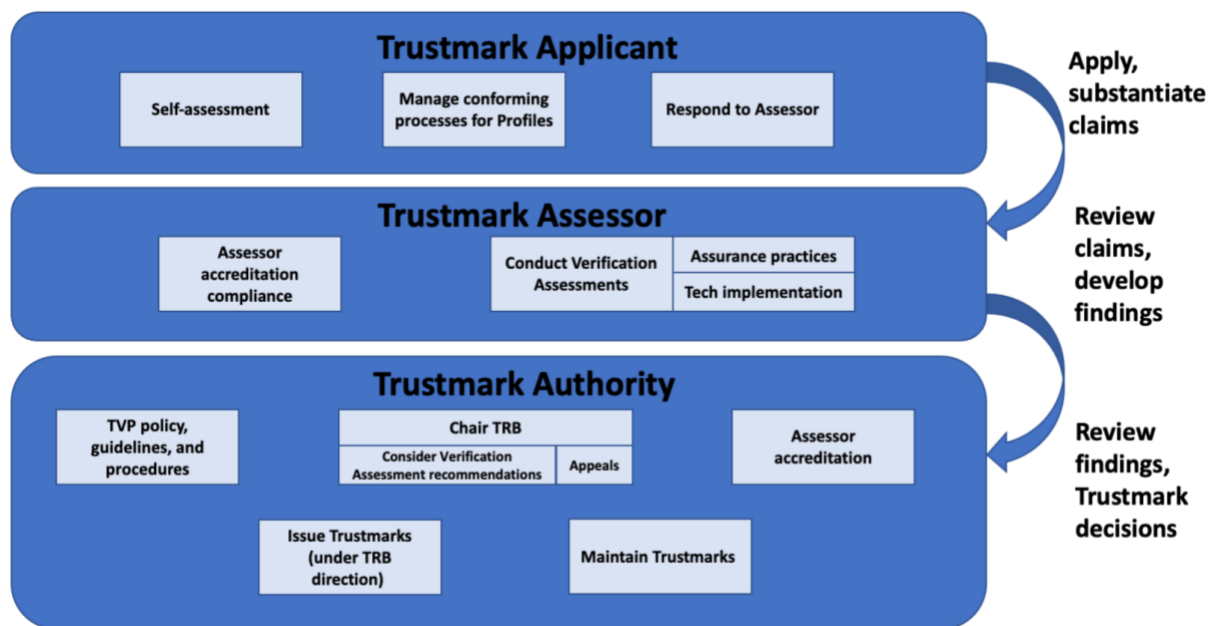 Trustmark Applicant
Self-assessment
Manage conforming
processes for Profiles
Respond to Assessor
Apply,
substantiate
claims
Trustmark Assessor
Assessor
accreditation
compliance
Conduct Verification
Assessments
Assurance practices
Tech implementation
Review
claims,
develop
findings
Trustmark Authority
TVP policy,
guidelines, and
procedures
Chair TRB
Consider Verification
Assessment recommendations
Appeals
Assessor
accreditation
Issue Trustmarks
(under TRB
direction)
Maintain Trustmarks
Review
findings,
Trustmark
decisions